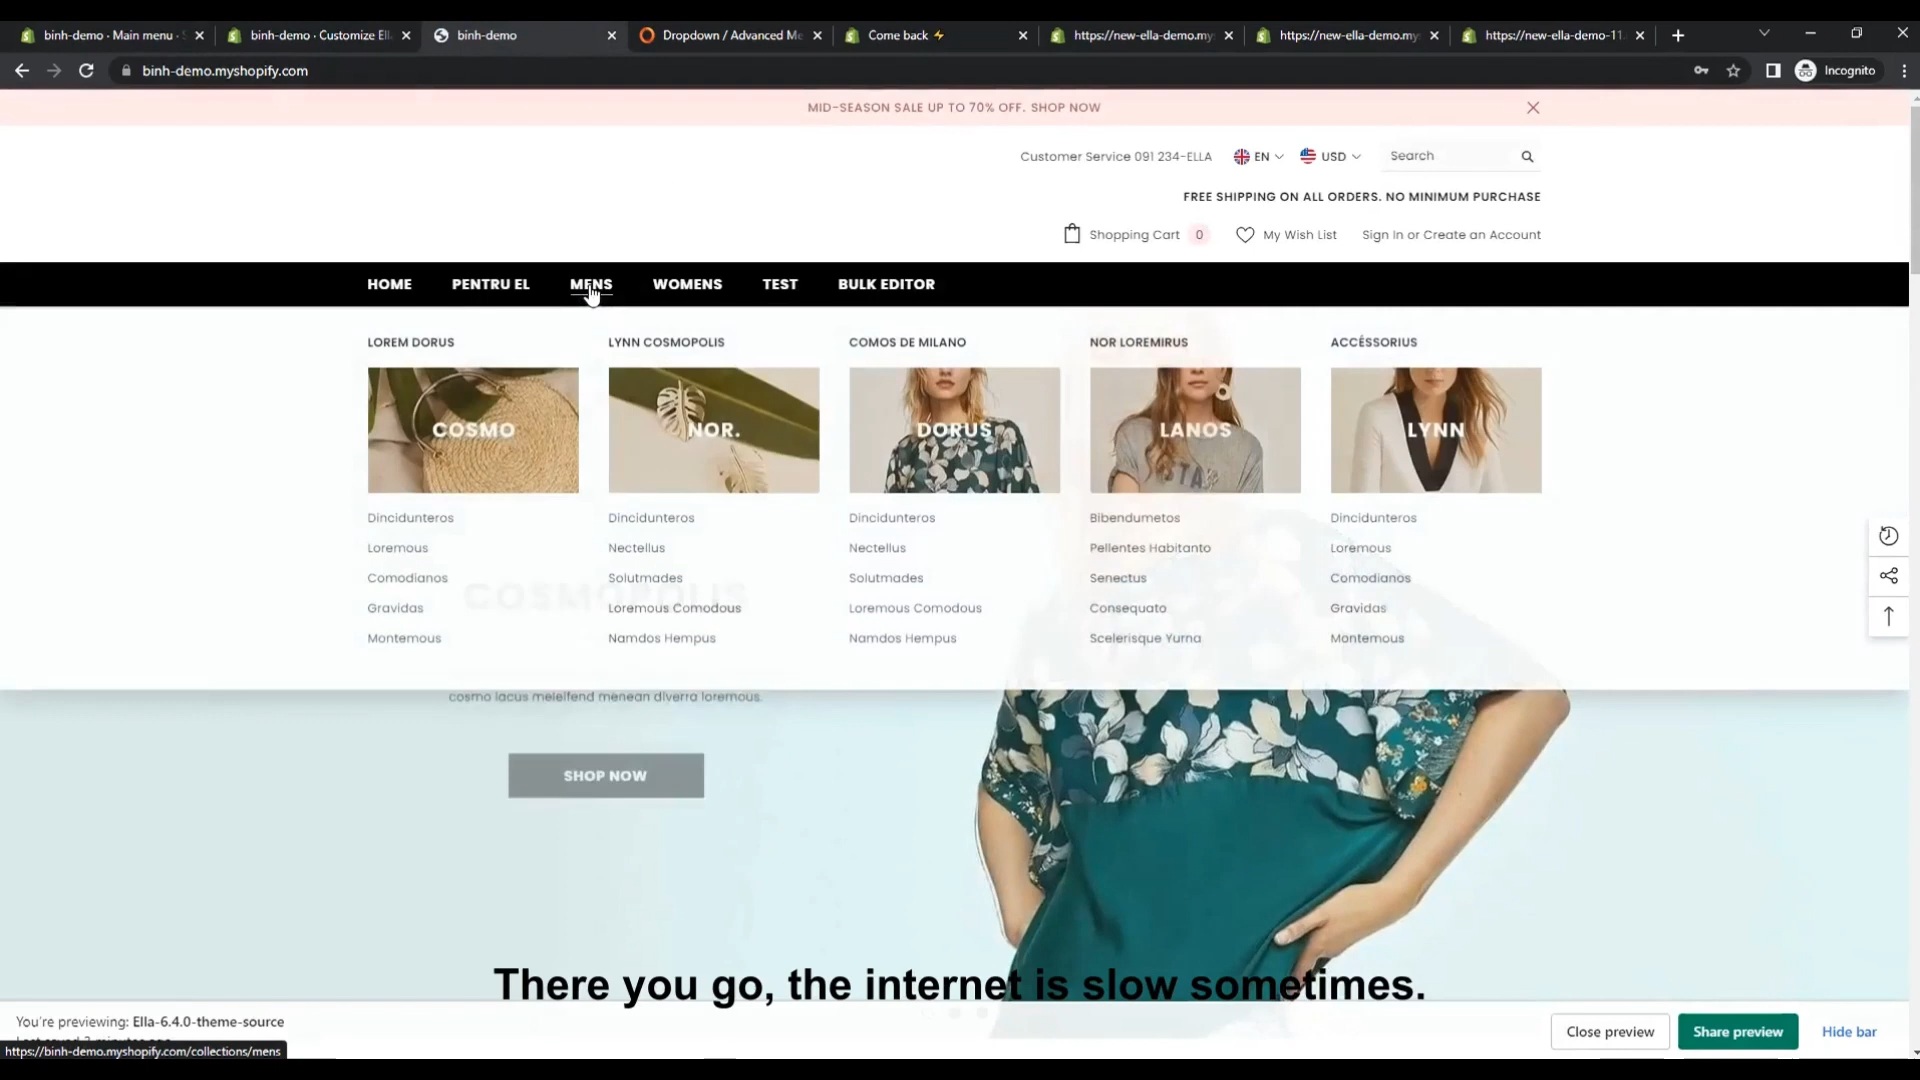 binh-demo · Main menu ·
binh-demo · Customize Ell
binh-demo
Dropdown / Advanced Me
Come back ⚡
https://new-ella-demo.my
https://new-ella-demo.my
https://new-ella-demo-11.
binh-demo.myshopify.com
Incognito
MID-SEASON SALE UP TO 70% OFF. SHOP NOW
Customer Service 091 234-ELLA
EN
USD
Search
FREE SHIPPING ON ALL ORDERS. NO MINIMUM PURCHASE
Shopping Cart 0
My Wish List
Sign In or Create an Account
HOME PENTRU EL MENS WOMENS TEST BULK EDITOR
LOREM DORUS
COSMO
Dincidunteros
Loremous
Comodianos
Gravidas
Montemous
LYNN COSMOPOLIS
NOR.
Dincidunteros
Nectellus
Solutmades
Loremous Comodous
Namdos Hempus
COMOS DE MILANO
DORUS
Dincidunteros
Nectellus
Solutmades
Loremous Comodous
Namdos Hempus
NOR LOREMIRUS
LANOS
Bibendumetos
Pellentes Habitanto
Senectus
Consequato
Scelerisque Yurna
ACCÉSSORIUS
LYNN
Dincidunteros
Loremous
Comodianos
Gravidas
Montemous
COSMOPOLIS
cosmo lacus meleifend menean diverra loremous.
SHOP NOW
There you go, the internet is slow sometimes.
You're previewing: Ella-6.4.0-theme-source
https://binh-demo.myshopify.com/collections/mens
Close preview
Share preview
Hide bar